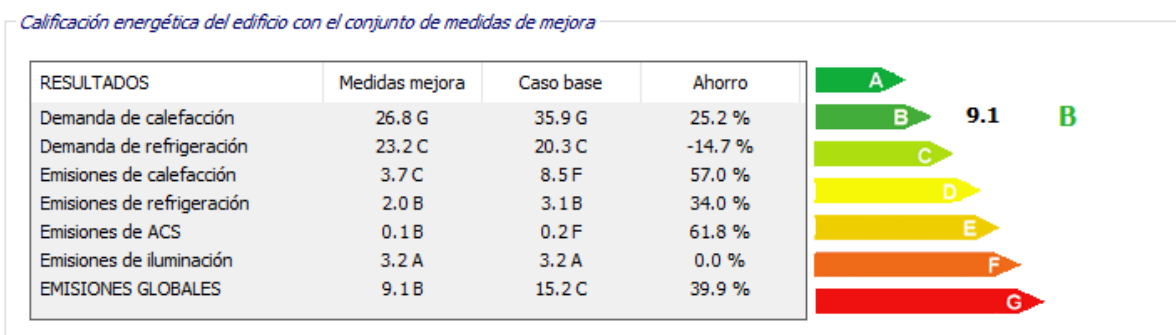 Calificación energética del edificio con el conjunto de medidas de mejora
RESULTADOS Medidas mejora Caso base Ahorro
Demanda de calefacción 26.8 G 35.9 G 25.2 %
Demanda de refrigeración 23.2 C 20.3 C -14.7 %
Emisiones de calefacción 3.7 C 8.5 F 57.0 %
Emisiones de refrigeración 2.0 B 3.1 B 34.0 %
Emisiones de ACS 0.1 B 0.2 F 61.8 %
Emisiones de iluminación 3.2 A 3.2 A 0.0 %
EMISIONES GLOBALES 9.1 B 15.2 C 39.9 %
A
B 9.1 B
C
D
E
F
G